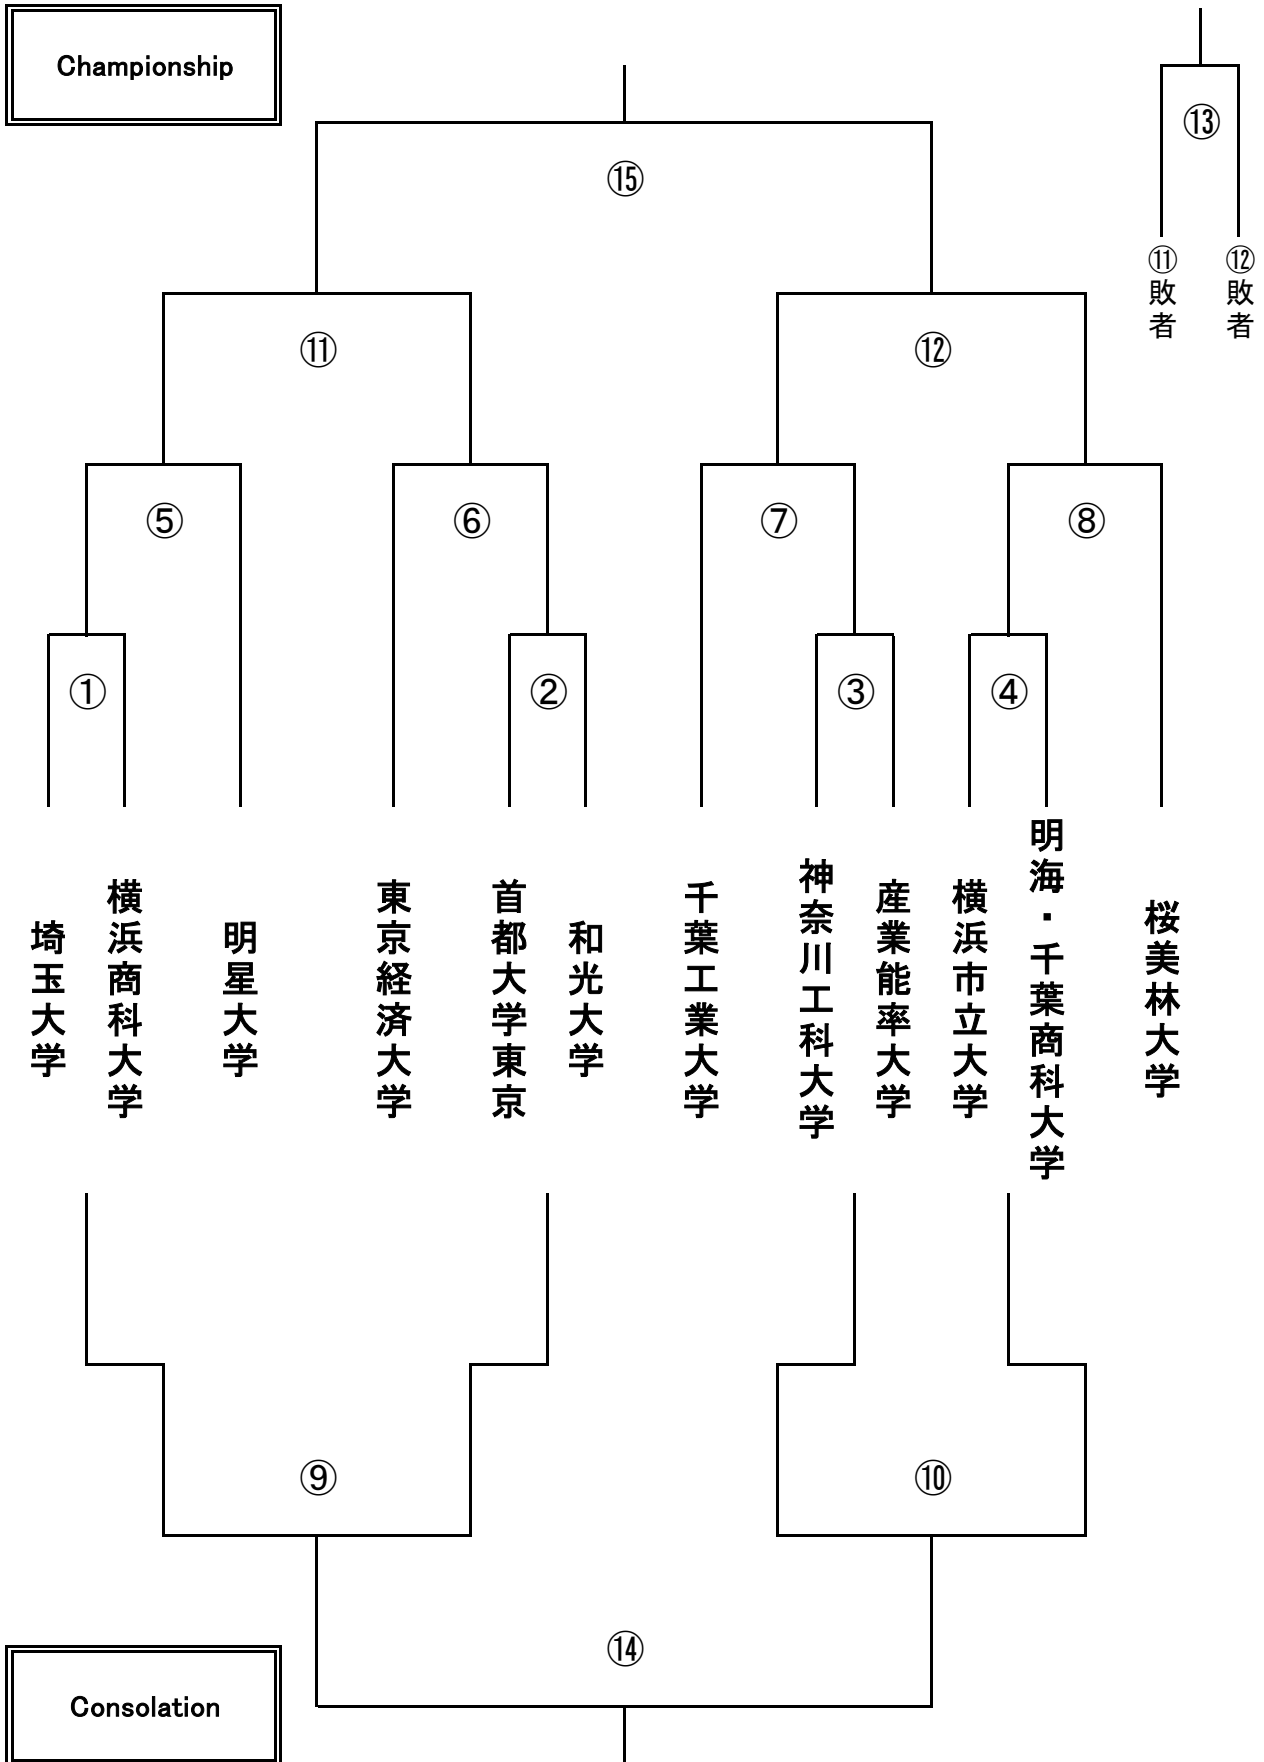 Championship
⑬
⑮
⑪敗者
⑫敗者
⑪
⑫
⑤
⑥
⑦
⑧
①
②
③
④
埼玉大学
横浜商科大学
明星大学
東京経済大学
首都大学東京
和光大学
千葉工業大学
神奈川工科大学
産業能率大学
横浜市立大学
明海・千葉商科大学
桜美林大学
⑨
⑩
⑭
Consolation